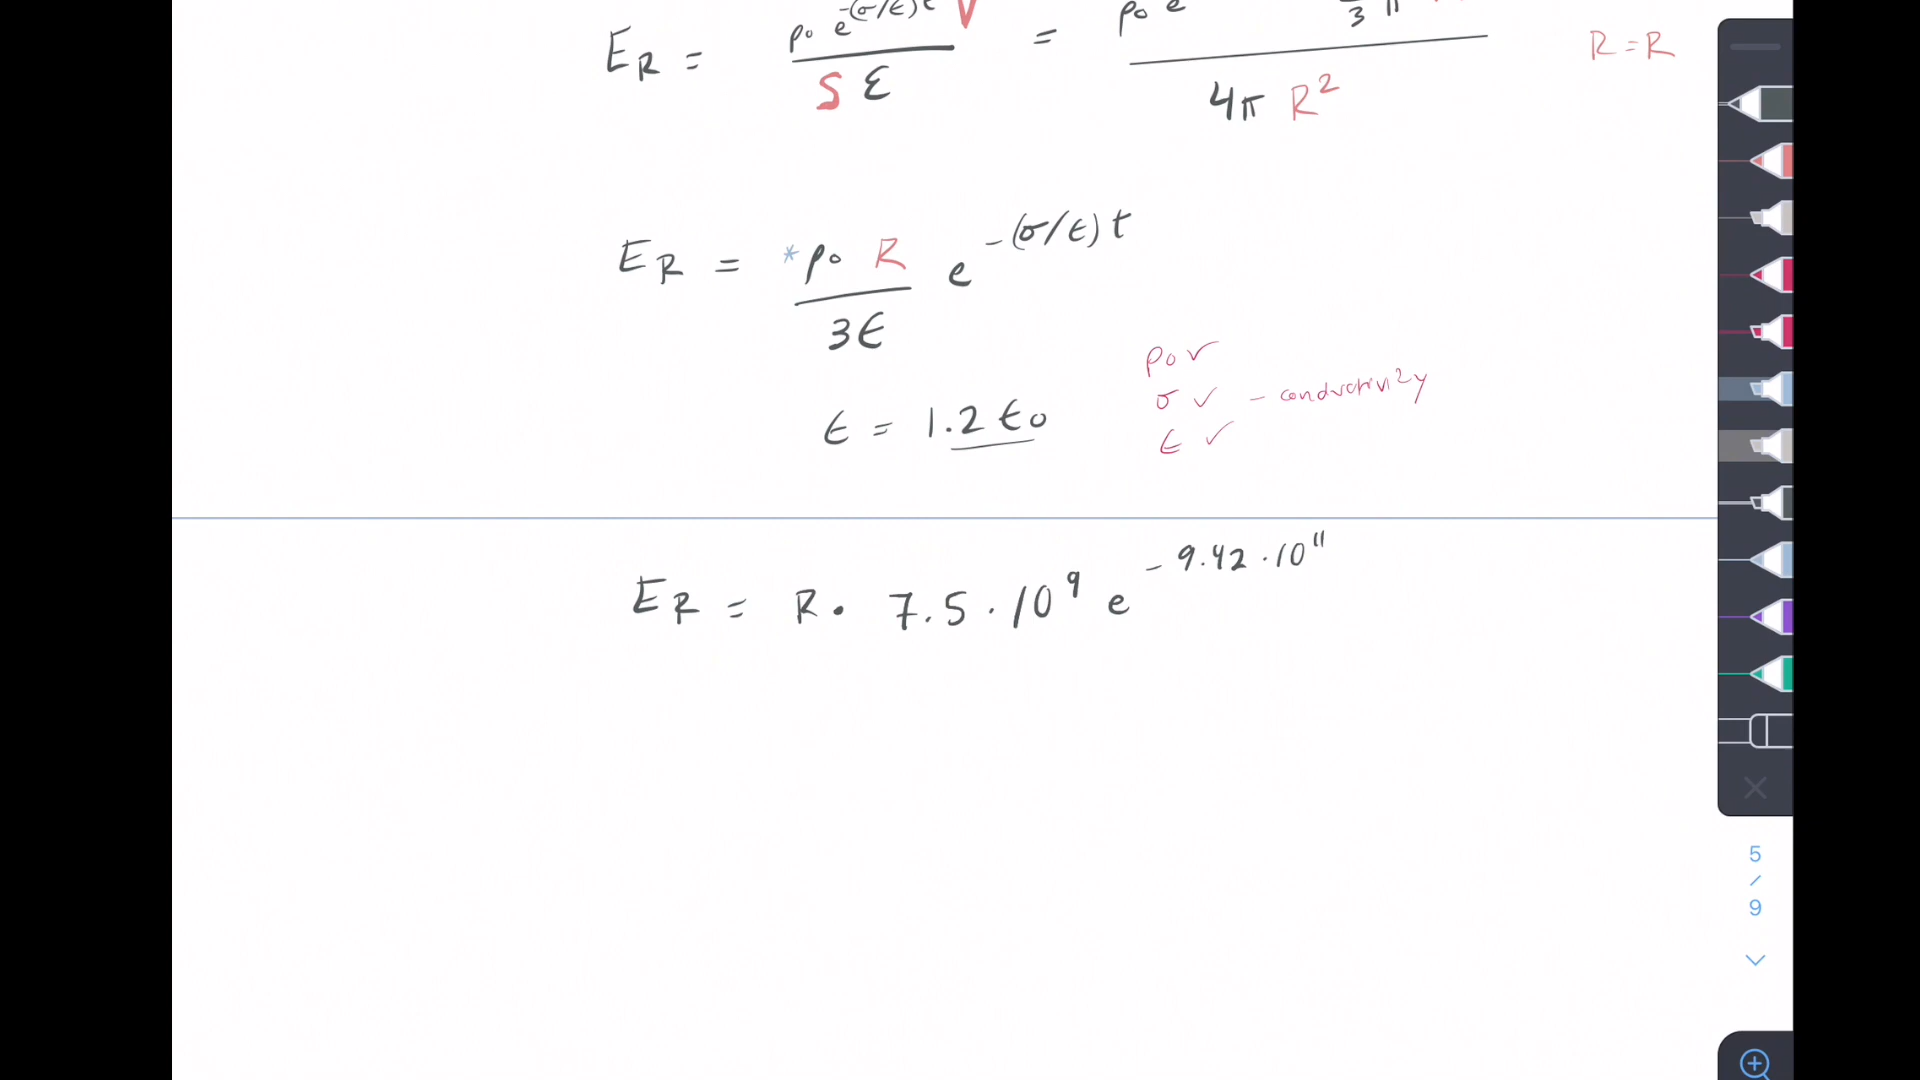 E_R = ρ₀ e^-(σ/ε)t V / S ε = ρ₀ e 3 π / 4π R² R = R
E_R = *ρ₀ R / 3ϵ e^-(σ/ϵ)t
ρ₀ ✓
σ ✓ - conductivity
ϵ = 1.2 ϵ₀
ϵ ✓
E_R = R · 7.5 · 10⁹ e^-9.42 · 10¹¹
5
/
9